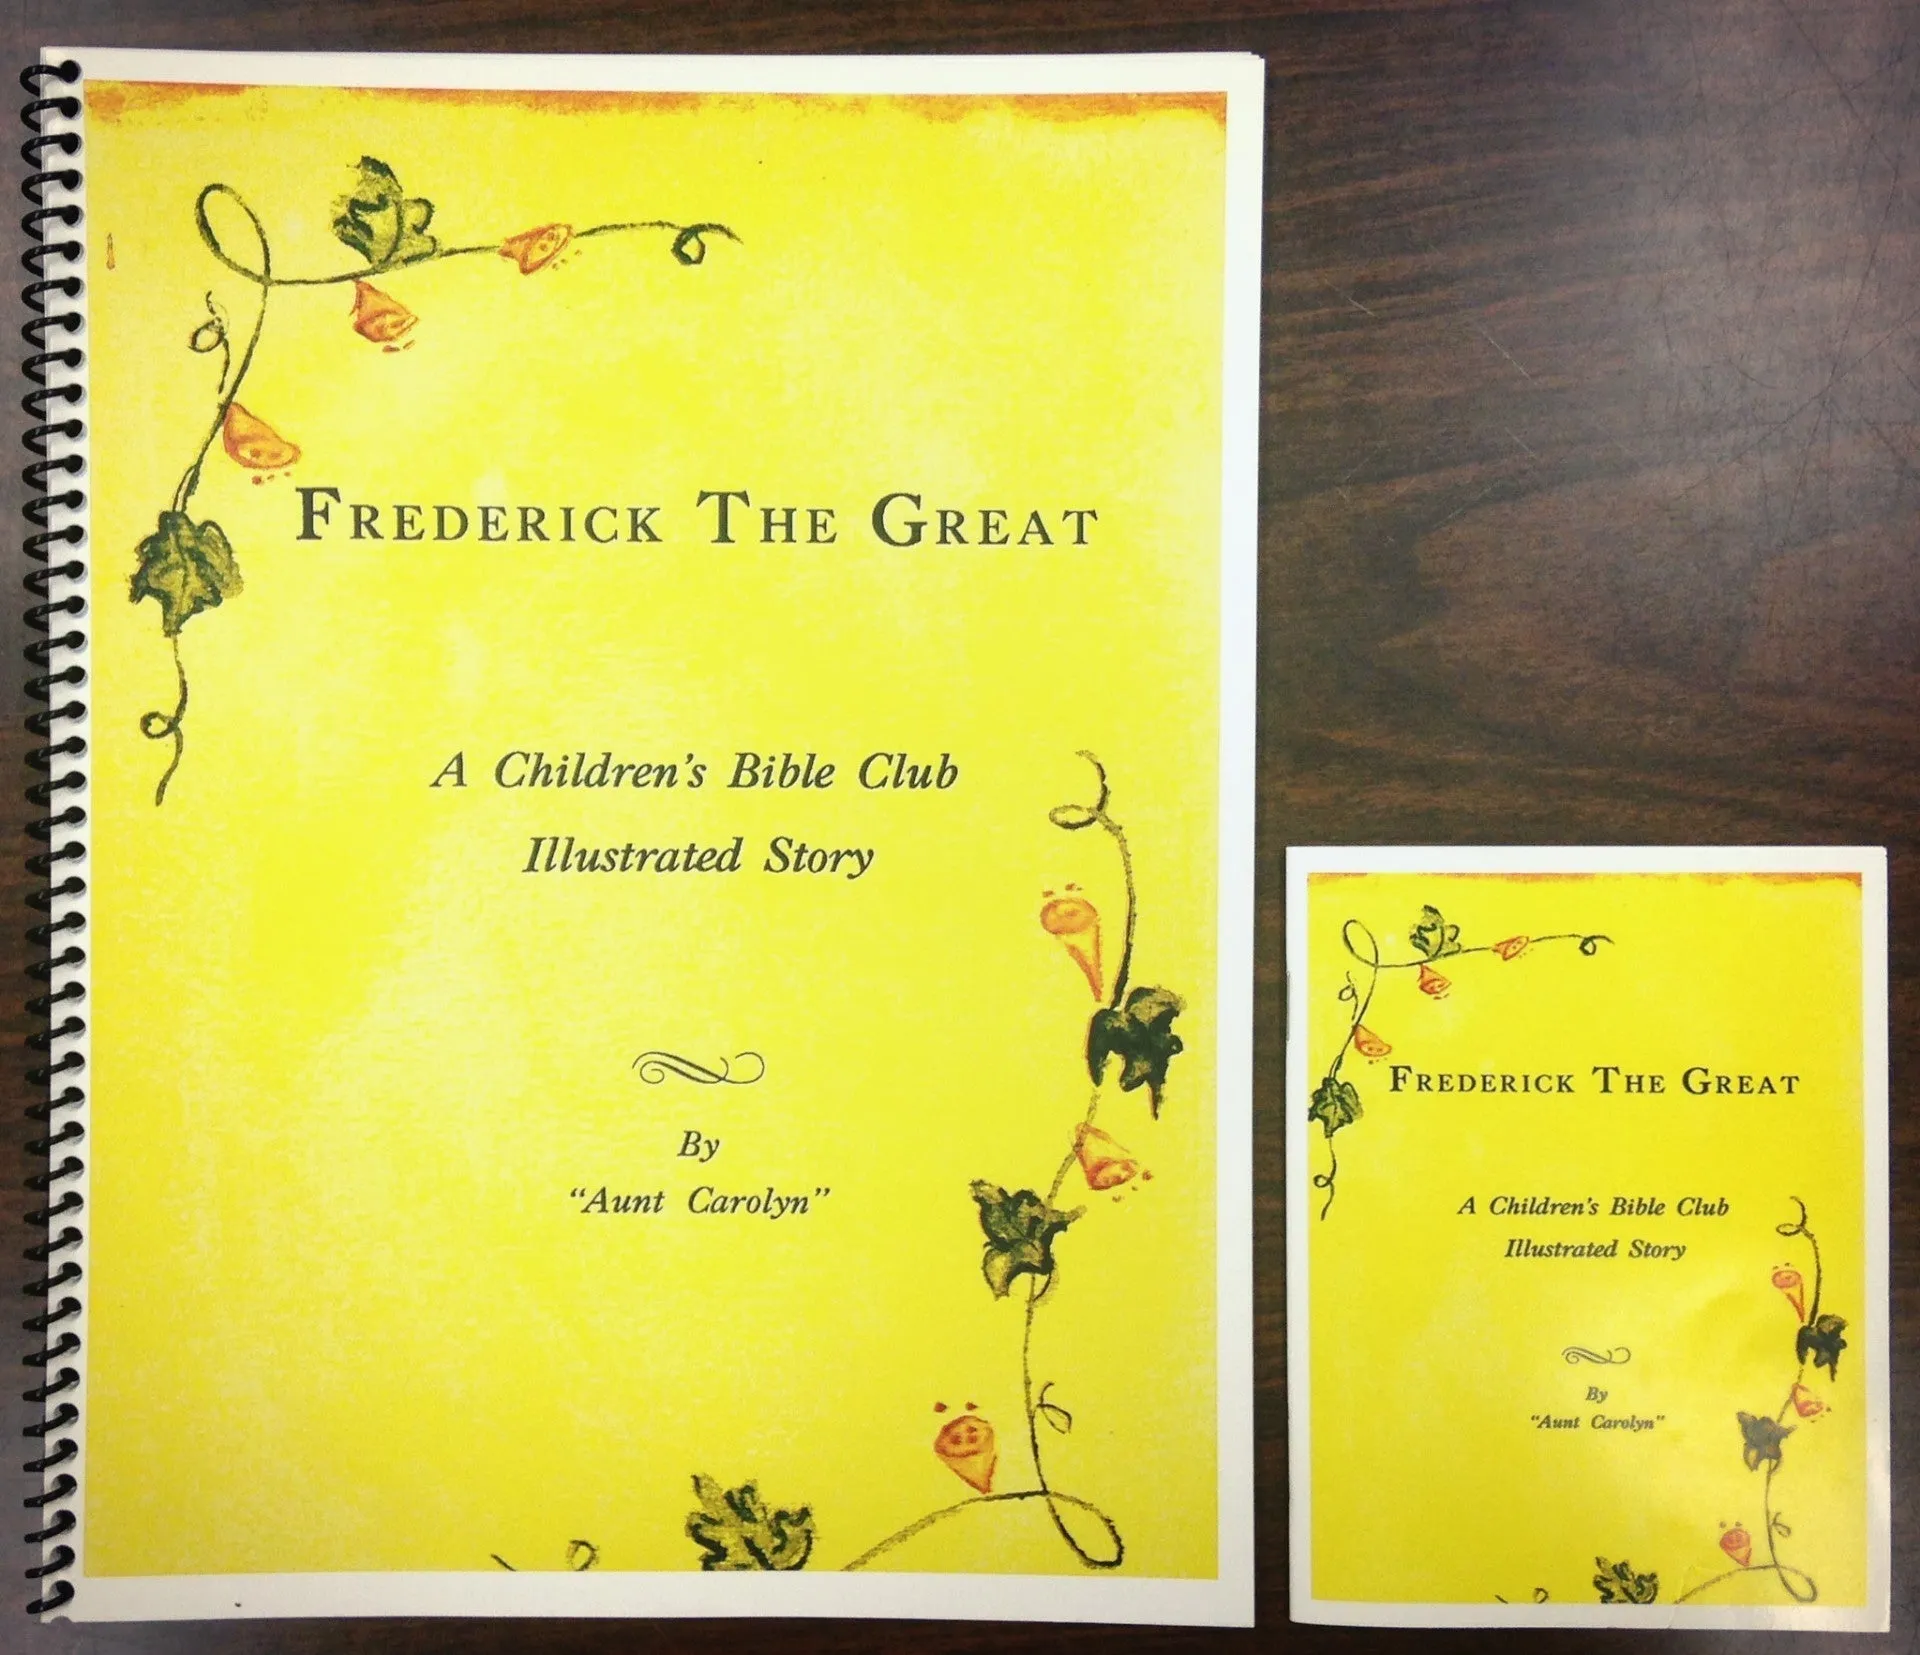 FREDERICK THE GREAT
A Children's Bible Club
Illustrated Story
By
"Aunt Carolyn"
FREDERICK THE GREAT
A Children's Bible Club
Illustrated Story
By
"Aunt Carolyn"